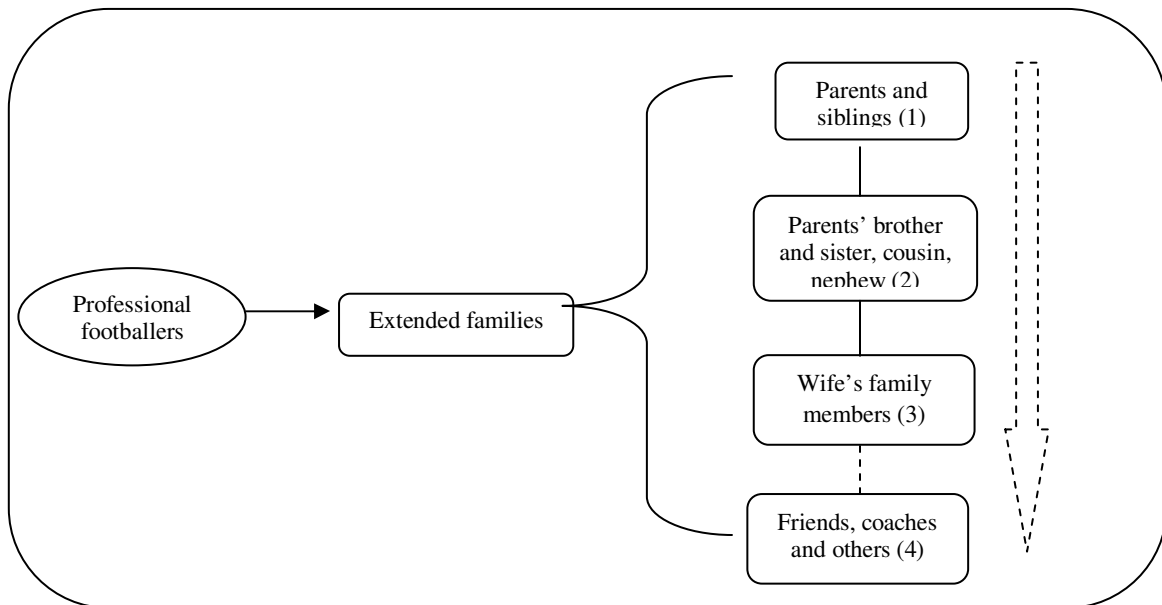 Professional
footballers
Extended families
Parents and
siblings (1)
Parents’ brother
and sister, cousin,
nephew (2)
Wife’s family
members (3)
Friends, coaches
and others (4)